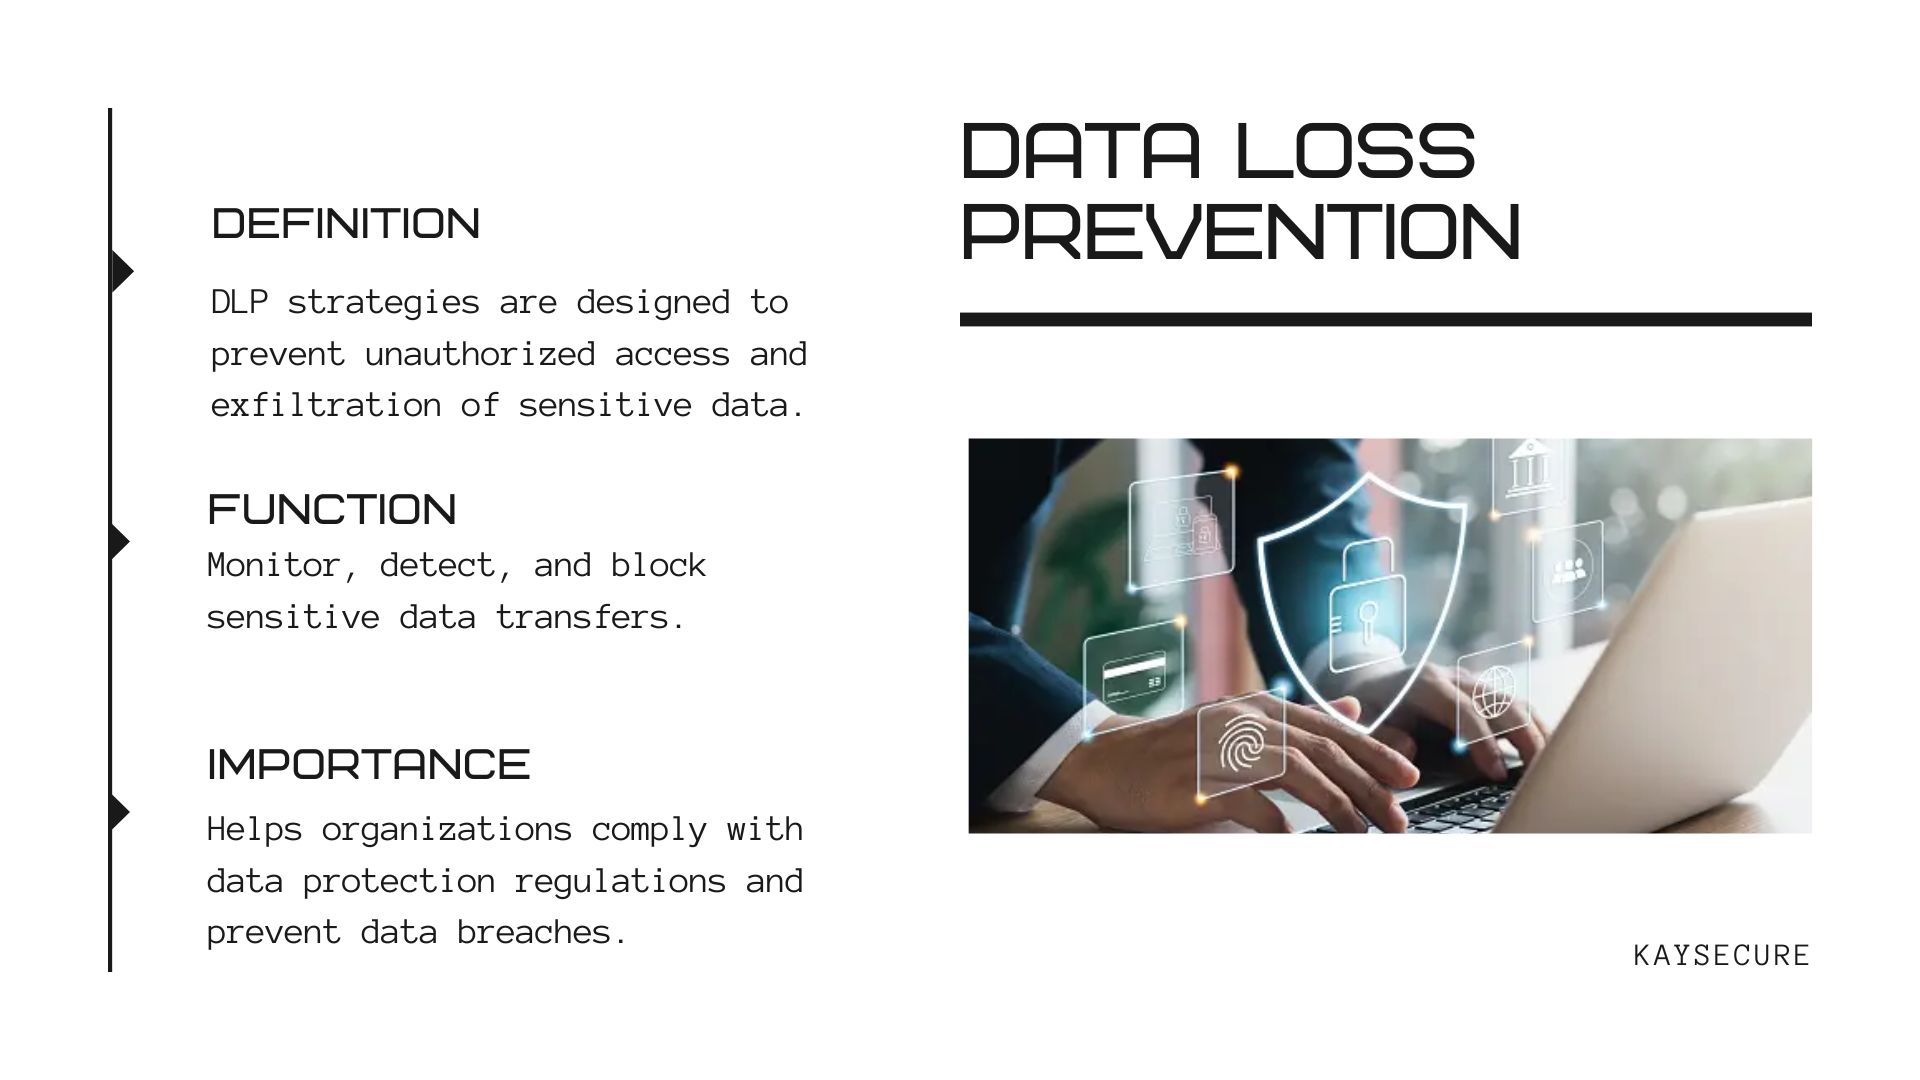 DATA LOSS
PREVENTION
DEFINITION
DLP strategies are designed to
prevent unauthorized access and
exfiltration of sensitive data.
FUNCTION
Monitor, detect, and block
sensitive data transfers.
IMPORTANCE
Helps organizations comply with
data protection regulations and
prevent data breaches.
KAYSECURE